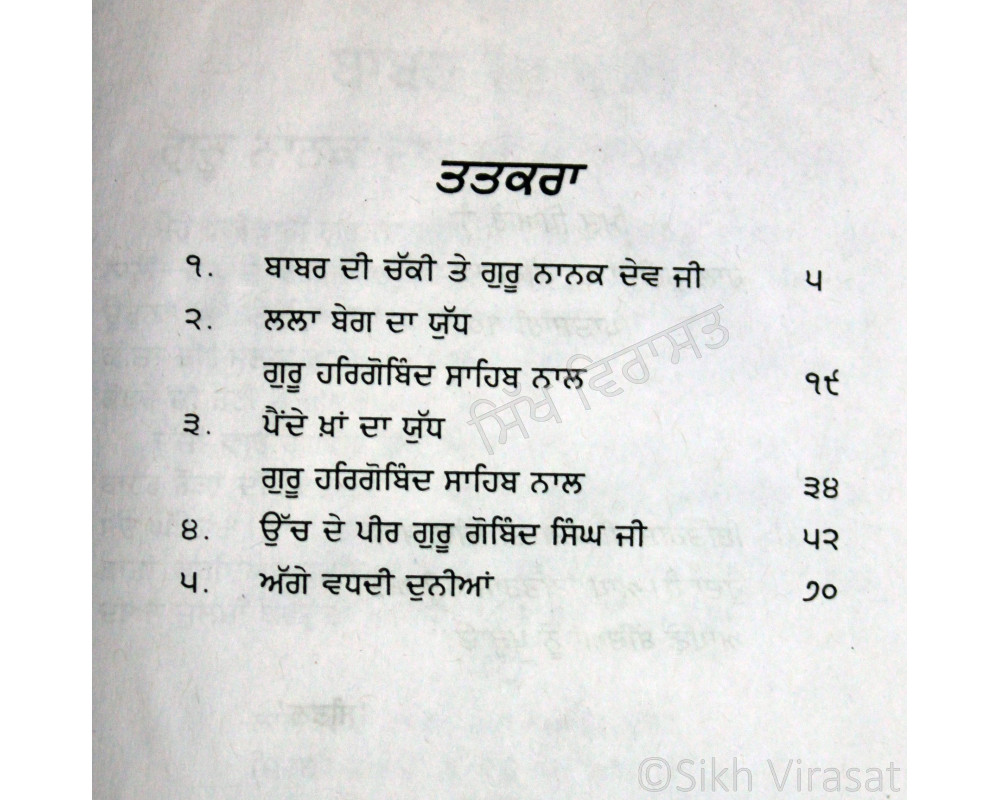 ਤਤਕਰਾ
੧. ਬਾਬਰ ਦੀ ਚੱਕੀ ਤੇ ਗੁਰੂ ਨਾਨਕ ਦੇਵ ਜੀ ੫
੨. ਲਲਾ ਬੇਗ ਦਾ ਯੁੱਧ
ਗੁਰੂ ਹਰਿਗੋਬਿੰਦ ਸਾਹਿਬ ਨਾਲ ੧੯
੩. ਪੈਂਦੇ ਖ਼ਾਂ ਦਾ ਯੁੱਧ
ਗੁਰੂ ਹਰਿਗੋਬਿੰਦ ਸਾਹਿਬ ਨਾਲ ੩੪
੪. ਉੱਚ ਦੇ ਪੀਰ ਗੁਰੂ ਗੋਬਿੰਦ ਸਿੰਘ ਜੀ ੫੨
੫. ਅੱਗੇ ਵਧਦੀ ਦੁਨੀਆਂ ੭੦
ਸਿੱਖ ਵਿਰਾਸਤ
©Sikh Virasat